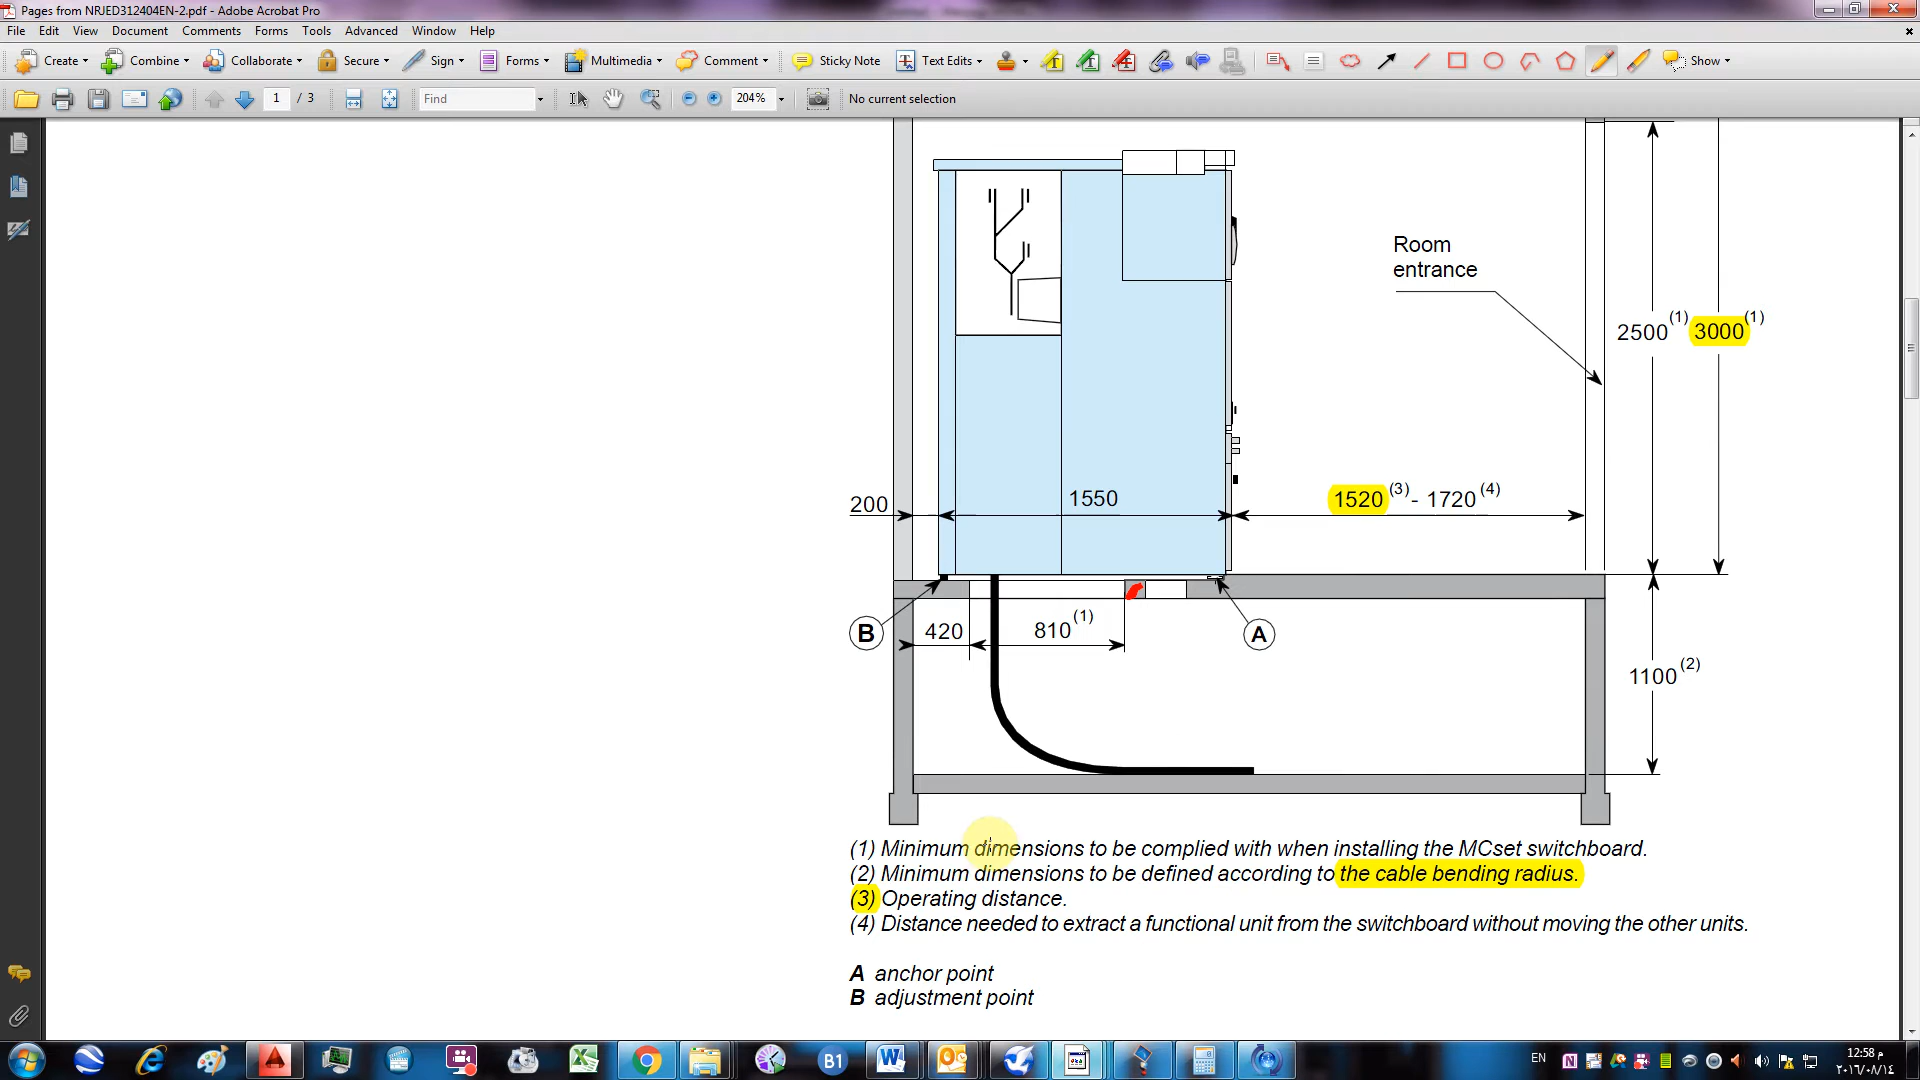 Pages from NRJED312404EN-2.pdf - Adobe Acrobat Pro
File Edit View Document Comments Forms Tools Advanced Window Help
Create Combine Collaborate Secure Sign Forms Multimedia Comment Sticky Note Text Edits Show
1 / 3 Find 204% No current selection
Room
entrance
2500(1) 3000(1)
200 1550 1520(3) - 1720(4)
B 420 810(1) A
1100(2)
(1) Minimum dimensions to be complied with when installing the MCset switchboard.
(2) Minimum dimensions to be defined according to the cable bending radius.
(3) Operating distance.
(4) Distance needed to extract a functional unit from the switchboard without moving the other units.
A anchor point
B adjustment point
EN 12:58 م
٢٠١٦/٠٨/١٤